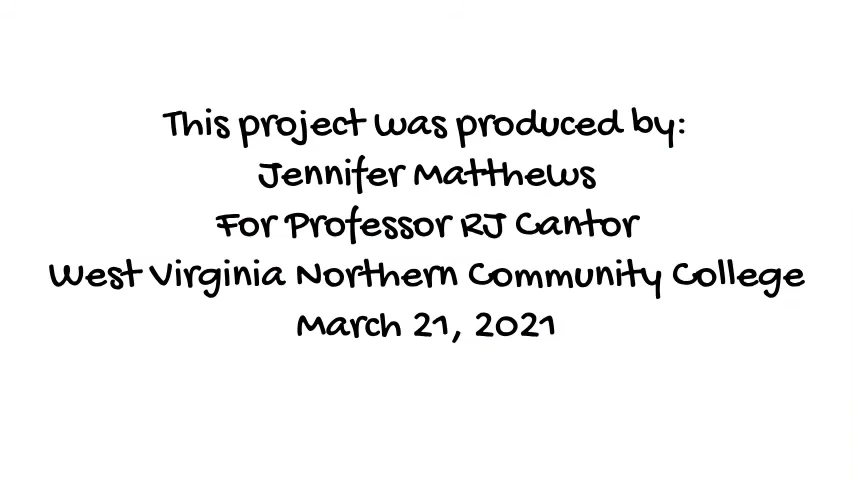 This project was produced by:
Jennifer Matthews
For Professor RJ Cantor
West Virginia Northern Community College
March 21, 2021